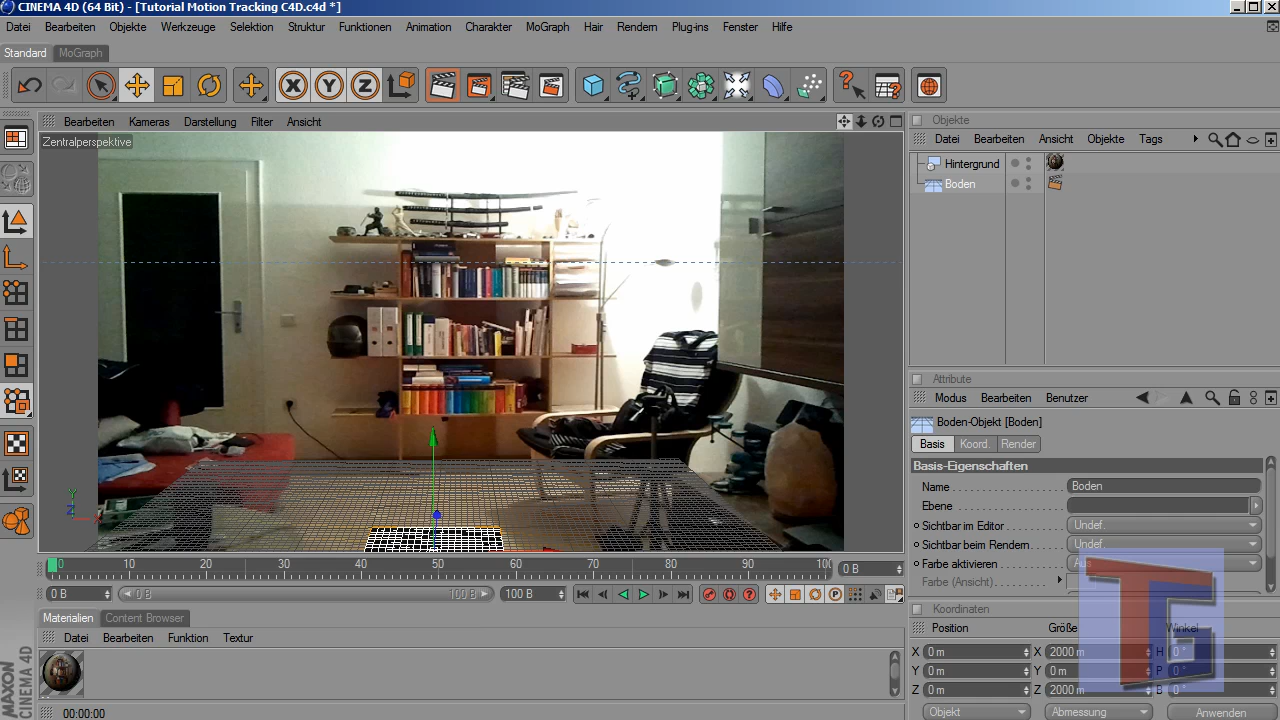 CINEMA 4D (64 Bit) - [Tutorial Motion Tracking C4D.c4d *]
Datei Bearbeiten Objekte Werkzeuge Selektion Struktur Funktionen Animation Charakter MoGraph Hair Rendern Plug-ins Fenster Hilfe
Standard MoGraph
X Y Z
Bearbeiten Kameras Darstellung Filter Ansicht
Zentralperspektive
Y
Z
X
Objekte
Datei Bearbeiten Ansicht Objekte Tags
Hintergrund
Boden
Attribute
Modus Bearbeiten Benutzer
Boden-Objekt [Boden]
Basis Koord. Render
Basis-Eigenschaften
Name Boden
Ebene
Sichtbar im Editor Undef.
Sichtbar beim Rendern Undef.
Farbe aktivieren Aus
Farbe (Ansicht)
0 10 20 30 40 50 60 70 80 90 100 0 B
0 B 0 B 100 B 100 B
Materialien Content Browser
Datei Bearbeiten Funktion Textur
Koordinaten
Position Größe Winkel
X 0 m X 2000 m H 0 °
Y 0 m Y 0 m P 0 °
Z 0 m Z 2000 m B 0 °
Objekt Abmessung Anwenden
TG
MAXON
CINEMA 4D
00:00:00